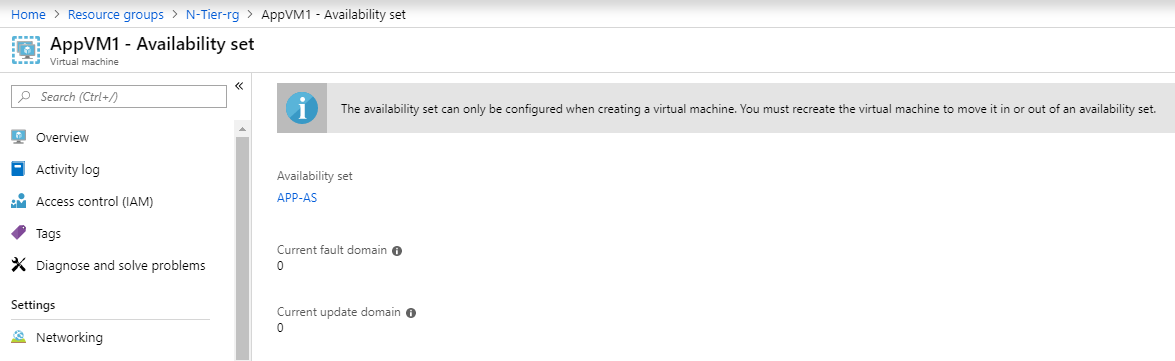 Home > Resource groups > N-Tier-rg > AppVM1 - Availability set
AppVM1 - Availability set
Virtual machine
Search (Ctrl+/)
«
Overview
Activity log
Access control (IAM)
Tags
Diagnose and solve problems
Settings
Networking
The availability set can only be configured when creating a virtual machine. You must recreate the virtual machine to move it in or out of an availability set.
Availability set
APP-AS
Current fault domain
0
Current update domain
0